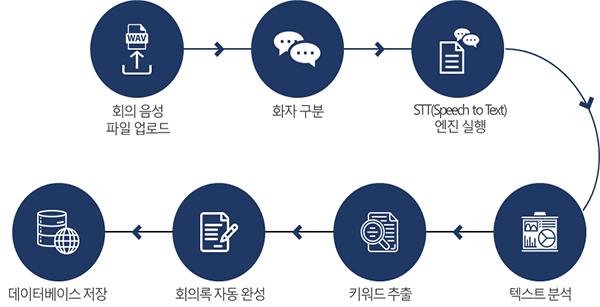 WAV
회의 음성
파일 업로드
화자 구분
STT(Speech to Text)
엔진 실행
텍스트 분석
키워드 추출
회의록 자동 완성
데이터베이스 저장